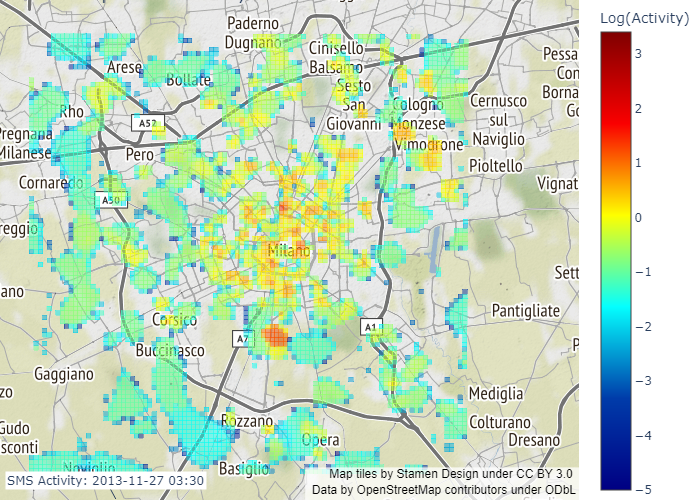 Log(Activity)
3
2
1
0
−1
−2
−3
−4
−5
Paderno
Dugnano
Cinisello
Balsamo
Arese
Bollate
Sesto
San
Giovanni
Cologno
Monzese
Cernusco
sul
Naviglio
Pessa
Con
Borna
Go
Rho
A52
Pregnana
Milanese
Pero
Vimodrone
Pioltello
Cornaredo
A50
Vignat
reggio
Milano
Sett
ano
Pantigliate
Corsico
A7
A1
Buccinasco
P
Gaggiano
zo
Mediglia
Gudo
sconti
Rozzano
Colturano
Dresano
Opera
Noviglio
Basiglio
SMS Activity: 2013-11-27 03:30
Map tiles by Stamen Design under CC BY 3.0
Data by OpenStreetMap contributors under ODbL